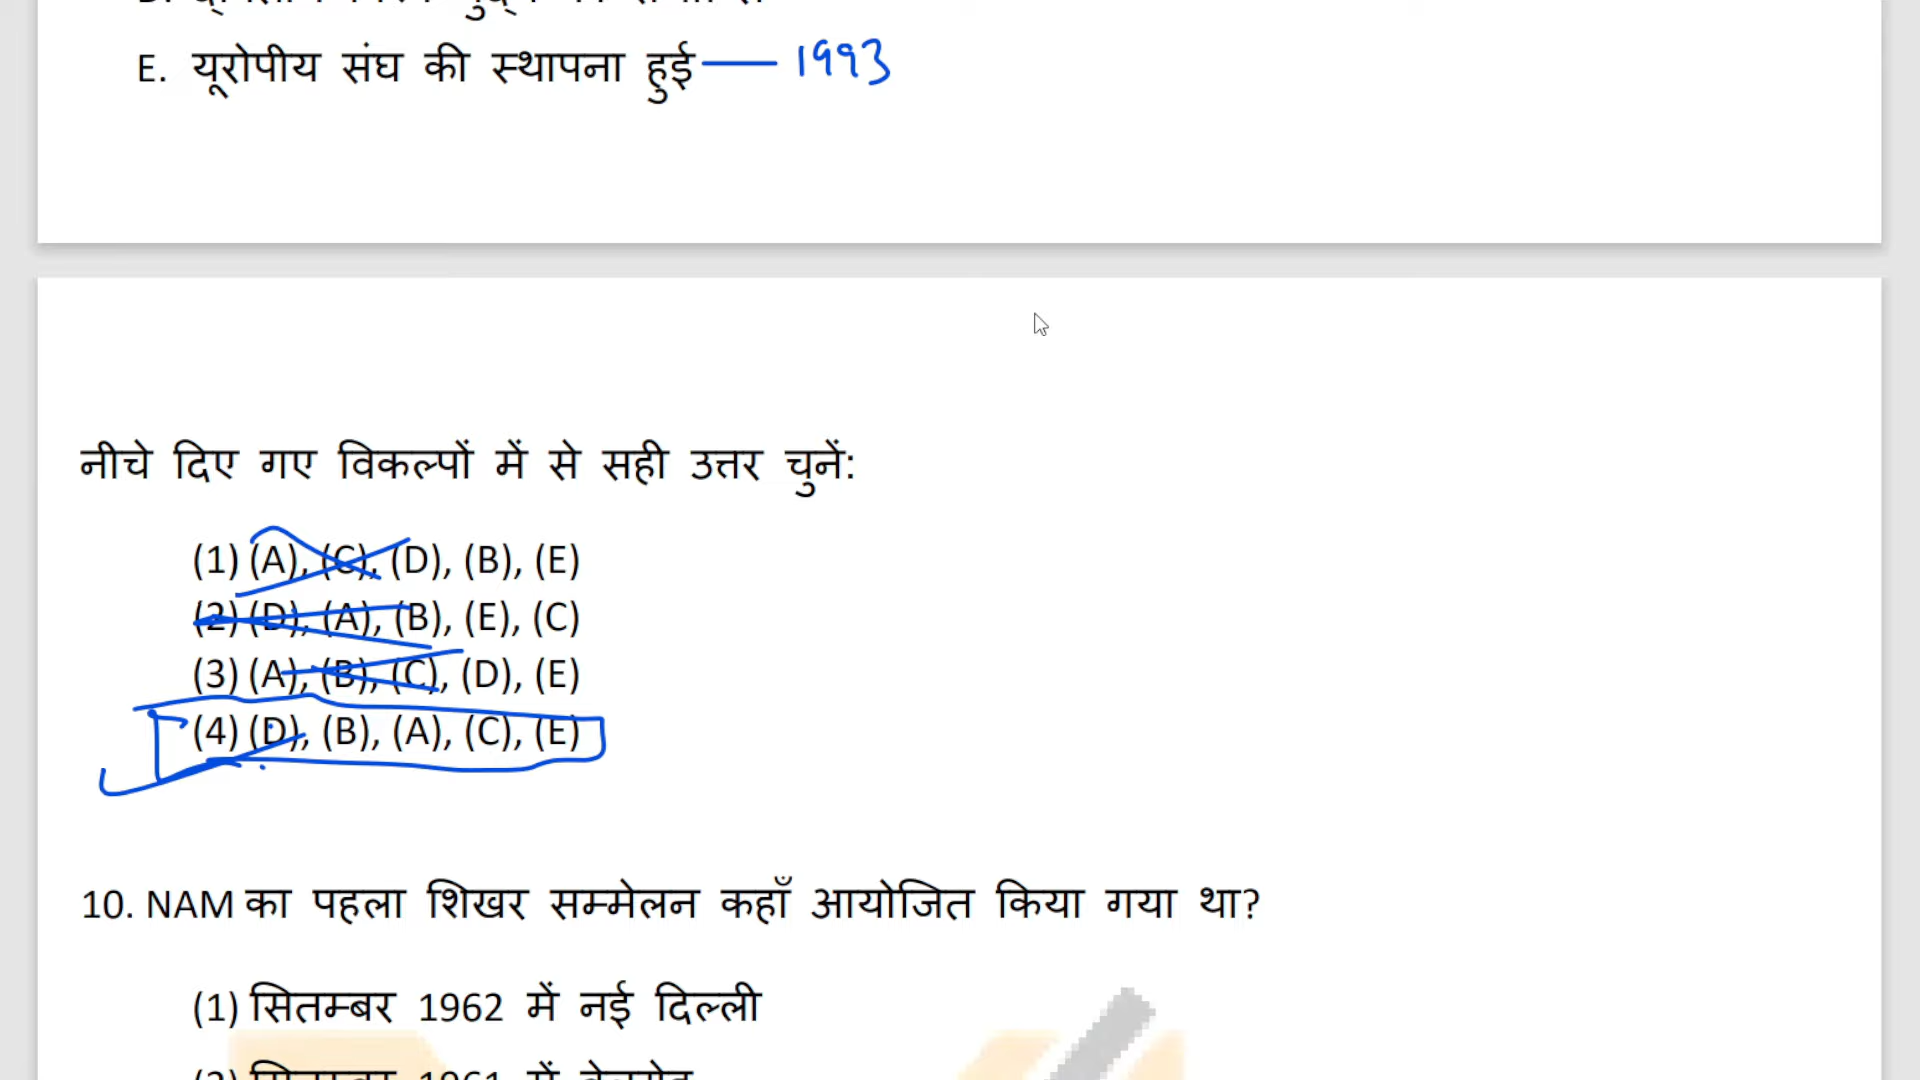 E. यूरोपीय संघ की स्थापना हुई — 1993
नीचे दिए गए विकल्पों में से सही उत्तर चुनें:
(1) (A), (C), (D), (B), (E)
(2) (D), (A), (B), (E), (C)
(3) (A), (B), (C), (D), (E)
(4) (D), (B), (A), (C), (E)
10. NAM का पहला शिखर सम्मेलन कहाँ आयोजित किया गया था?
(1) सितम्बर 1962 में नई दिल्ली